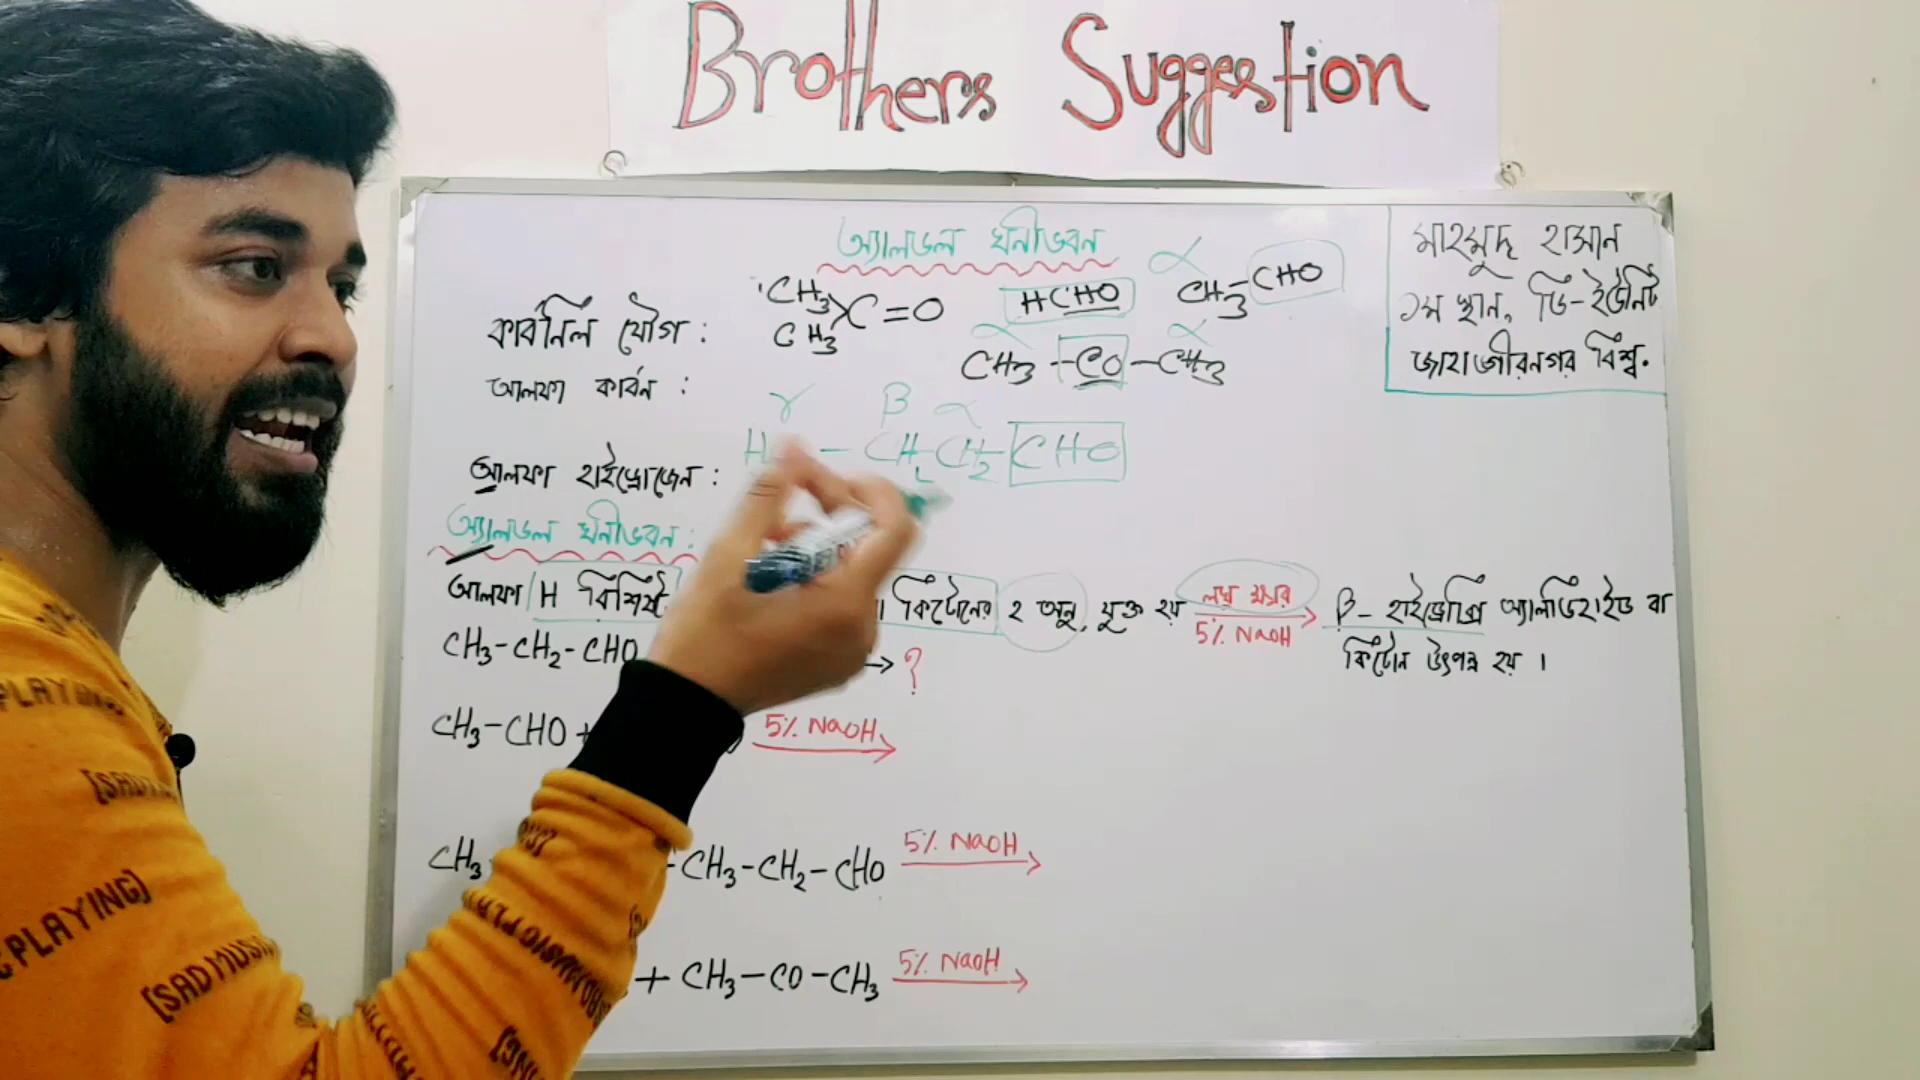 Brothers Suggestion
অ্যালডল ঘনীভবন
মাহমুদ হাসান
১ম স্থান, ডি-ইউনিট
জাহাঙ্গীরনগর বিশ্ব.
কার্বনিল যৌগ :
CH3
CH3
C=O
HCHO
α
CH3-CHO
আলফা কার্বন :
α α
CH3-CO-CH3
γ β α
আলফা হাইড্রোজেন :
H - CH2 CH2-CHO
অ্যালডল ঘনীভবন :
আলফা H বিশিষ্ট কিটোনের ২ অনু যুক্ত হয় লঘু ক্ষার 5% NaOH β-হাইড্রোক্সি অ্যালডিহাইড বা
কিটোন উৎপন্ন হয় ।
CH3-CH2-CHO → ?
CH3-CHO + 5% NaOH
CH3 CH3-CH2-CHO 5% NaOH
+ CH3-CO-CH3 5% NaOH
[SADMUSIC
PLAYING]